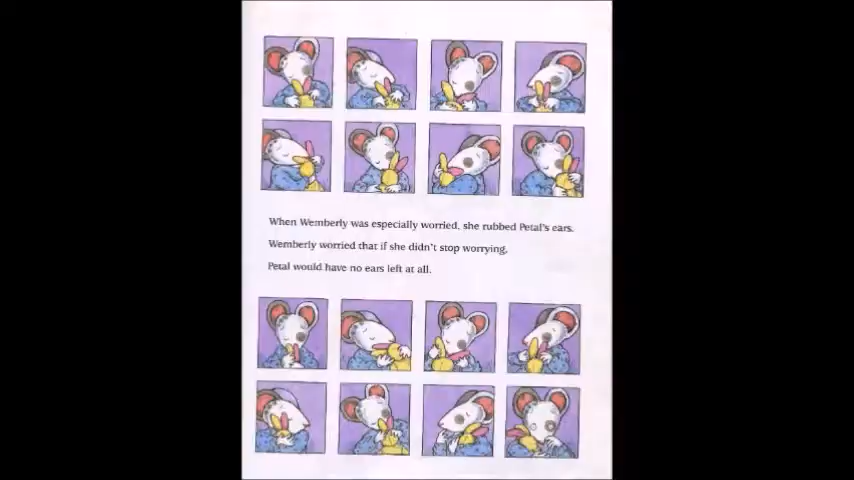 When Wemberly was especially worried, she rubbed Petal's ears.
Wemberly worried that if she didn't stop worrying,
Petal would have no ears left at all.